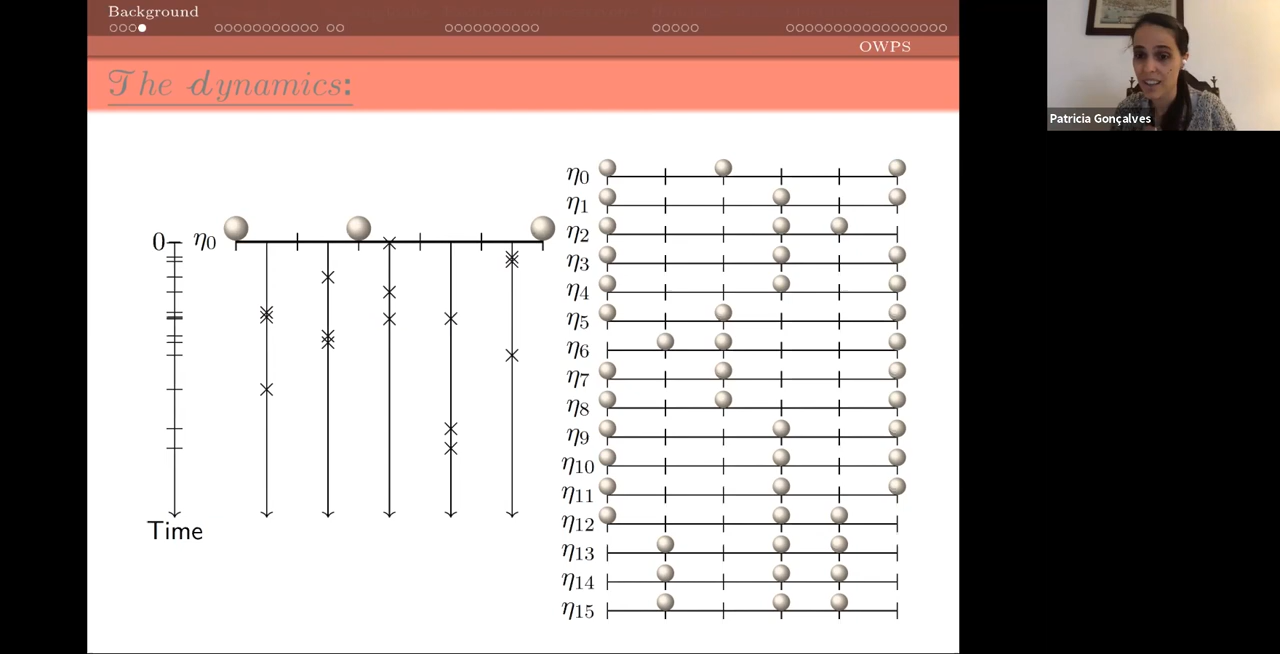 Background
OWPS
The dynamics:
Patricia Gonçalves
0 η0
Time
η0
η1
η2
η3
η4
η5
η6
η7
η8
η9
η10
η11
η12
η13
η14
η15